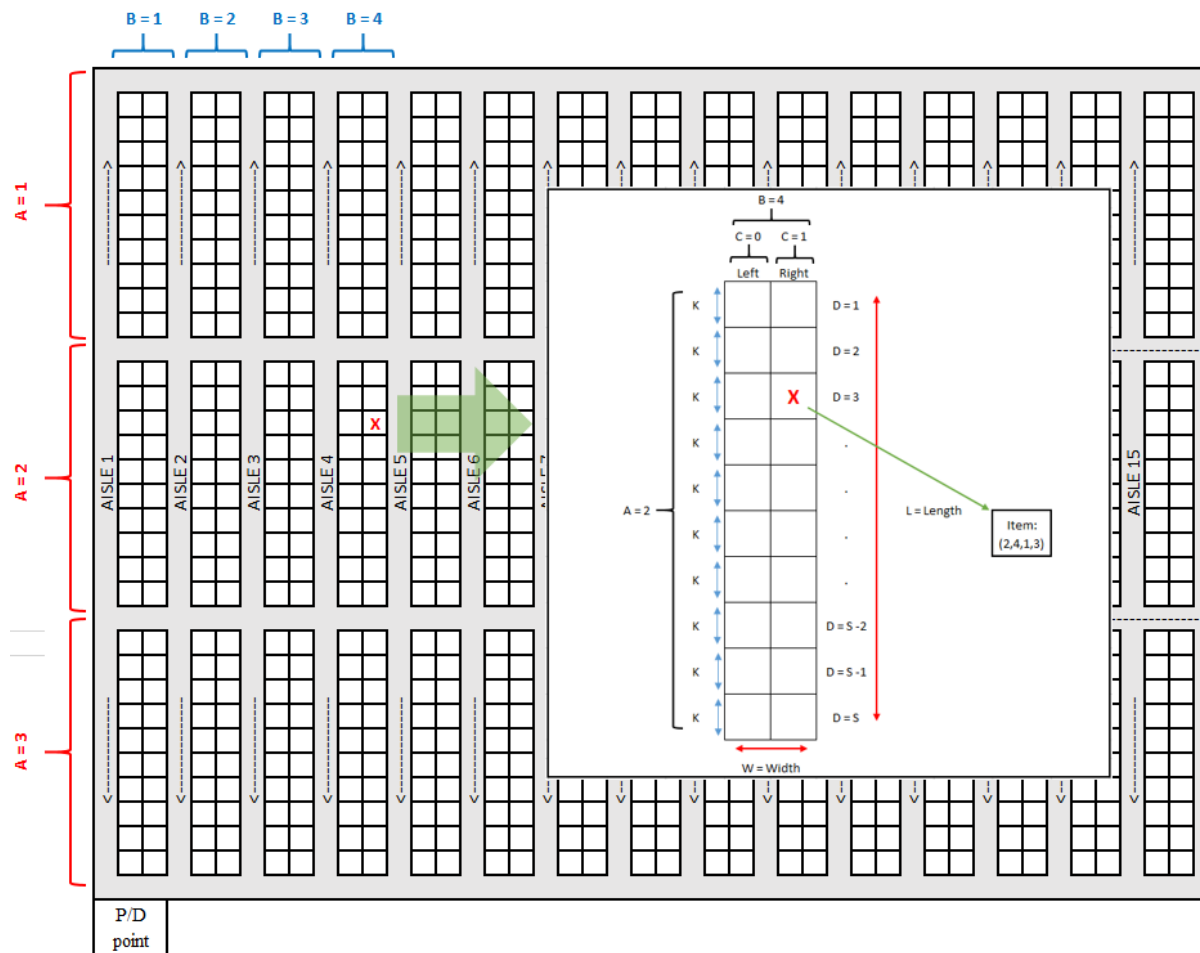 B = 1
B = 2
B = 3
B = 4
A = 1
A = 2
A = 3
AISLE 1
AISLE 2
AISLE 3
AISLE 4
AISLE 5
AISLE 6
AISLE 15
X
B = 4
C = 0
C = 1
Left
Right
K
D = 1
K
D = 2
K
X
D = 3
K
.
K
.
A = 2
L = Length
K
.
Item:
(2,4,1,3)
K
.
K
D = S -2
K
D = S -1
K
D = S
W = Width
P/D
point